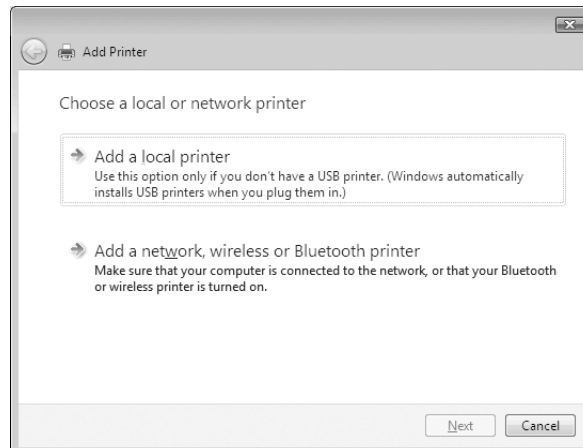 Add Printer
Choose a local or network printer
Add a local printer
Use this option only if you don't have a USB printer. (Windows automatically
installs USB printers when you plug them in.)
Add a network, wireless or Bluetooth printer
Make sure that your computer is connected to the network, or that your Bluetooth
or wireless printer is turned on.
Next Cancel